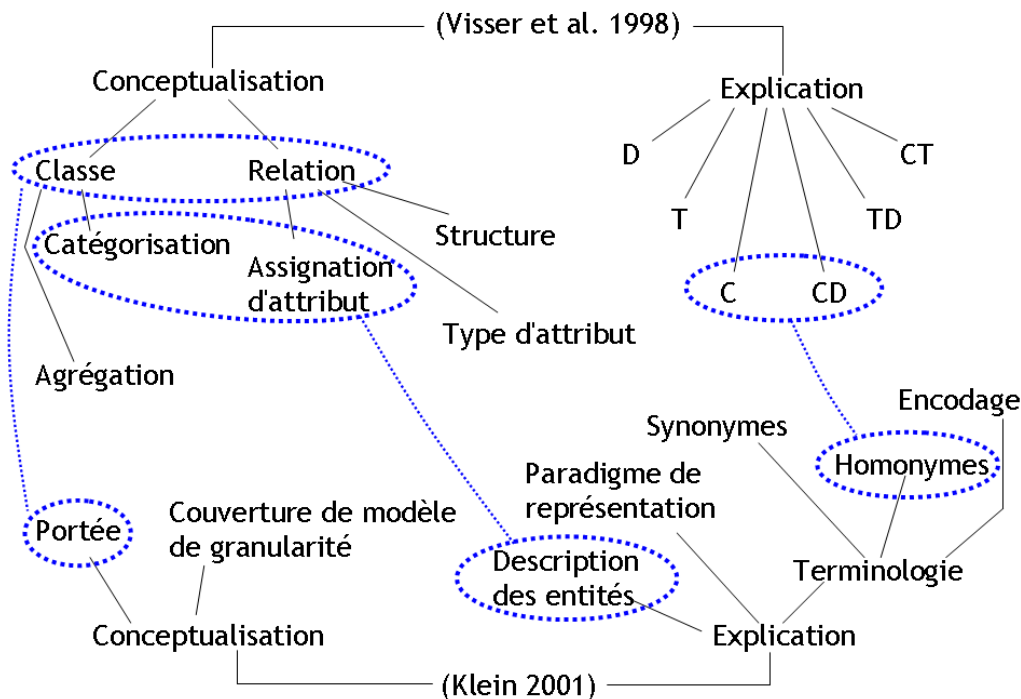 (Visser et al. 1998)
Conceptualisation
Explication
D
CT
Classe
Relation
T
TD
Structure
Catégorisation
Assignation
d'attribut
C
CD
Type d'attribut
Agrégation
Encodage
Synonymes
Homonymes
Paradigme de
représentation
Portée
Couverture de modèle
de granularité
Description
des entités
Terminologie
Conceptualisation
Explication
(Klein 2001)